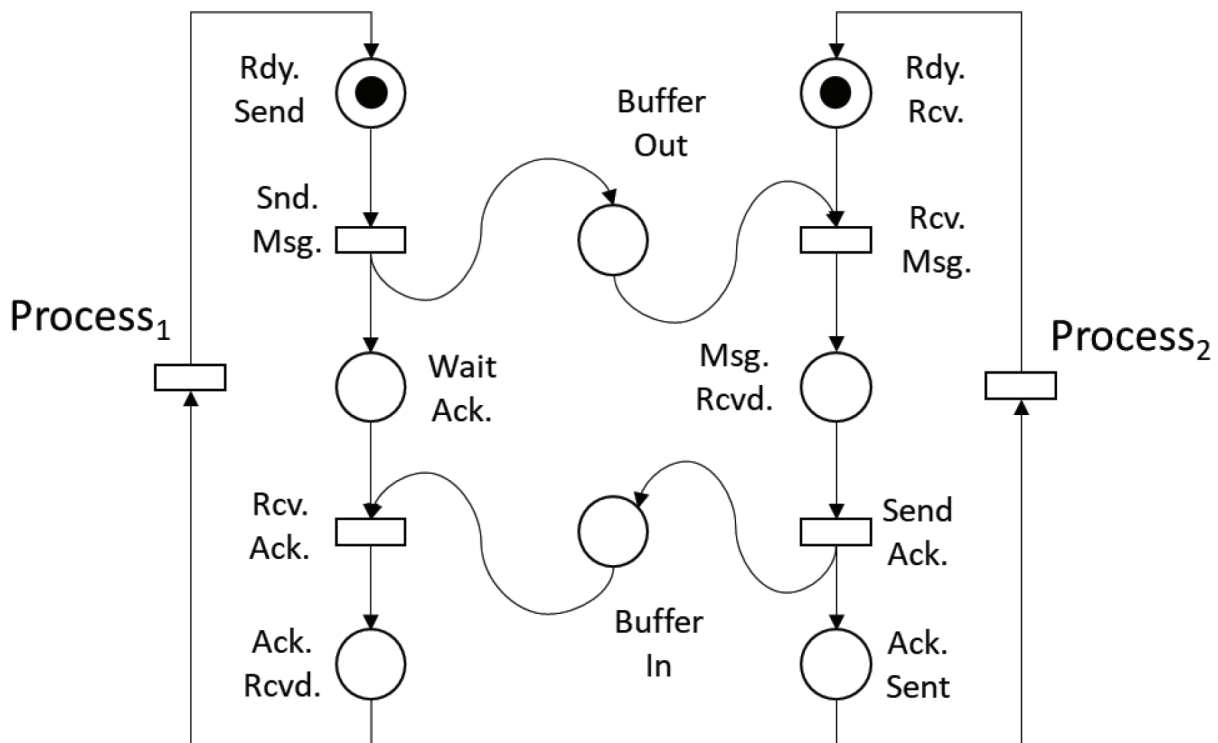 Rdy.
Send
Buffer
Out
Rdy.
Rcv.
Snd.
Msg.
Rcv.
Msg.
Process₁
Wait
Ack.
Msg.
Rcvd.
Process₂
Rcv.
Ack.
Send
Ack.
Ack.
Rcvd.
Buffer
In
Ack.
Sent